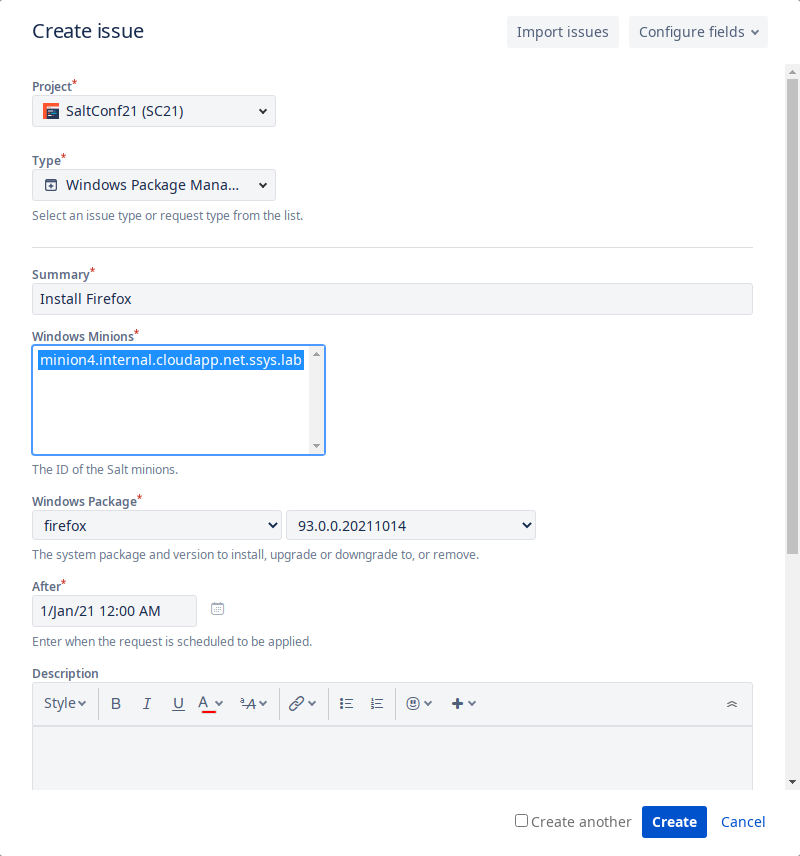 Create issue
Import issues
Configure fields
Project*
SaltConf21 (SC21)
Type*
Windows Package Mana...
Select an issue type or request type from the list.
Summary*
Install Firefox
Windows Minions*
minion4.internal.cloudapp.net.ssys.lab
The ID of the Salt minions.
Windows Package*
firefox
93.0.0.20211014
The system package and version to install, upgrade or downgrade to, or remove.
After*
1/Jan/21 12:00 AM
Enter when the request is scheduled to be applied.
Description
Style B I U A ªA
Create another
Create
Cancel